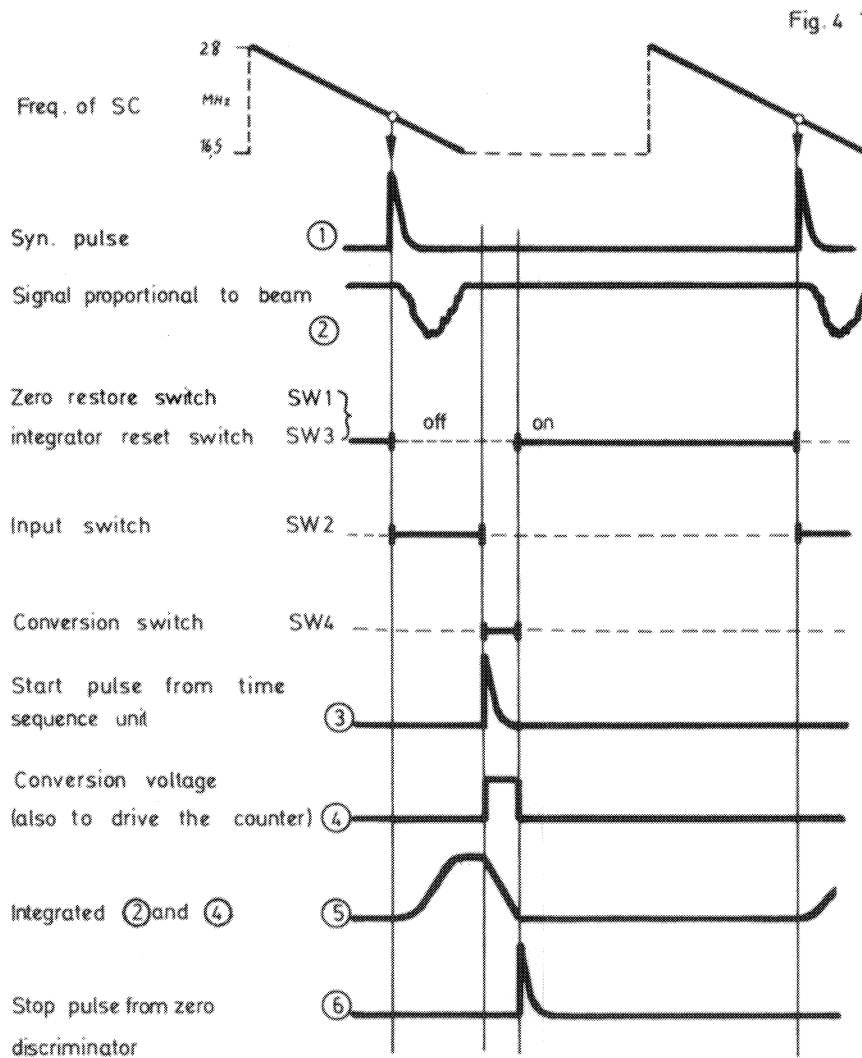 Fig. 4
28
Freq. of SC
MHz
16,5
Syn. pulse
1
Signal proportional to beam
2
Zero restore switch SW1
off
on
integrator reset switch SW3
Input switch SW2
Conversion switch SW4
Start pulse from time
sequence unit
3
Conversion voltage
(also to drive the counter) 4
Integrated 2 and 4
5
Stop pulse from zero
6
discriminator